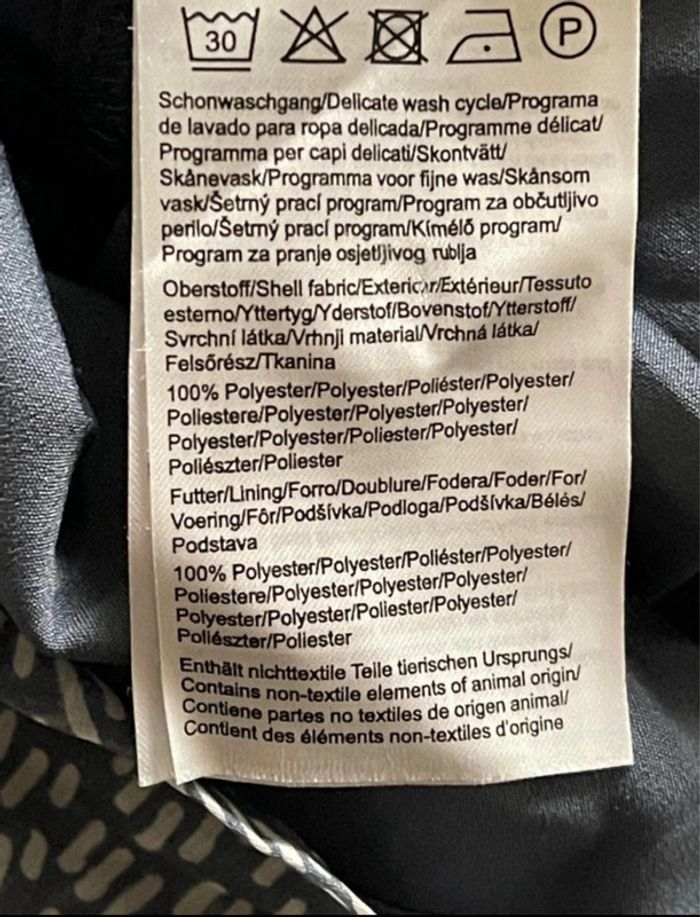 30
P
Schonwaschgang/Delicate wash cycle/Programa
de lavado para ropa delicada/Programme délicat/
Programma per capi delicati/Skontvätt/
Skånevask/Programma voor fijne was/Skånsom
vask/Šetrný prací program/Program za občutljivo
perilo/Šetrný prací program/Kímélő program/
Program za pranje osjetljivog rublja
Oberstoff/Shell fabric/Exterior/Extérieur/Tessuto
esterno/Yttertyg/Yderstof/Bovenstof/Ytterstoff/
Svrchní látka/Vrhnji material/Vrchná látka/
Felsőrész/Tkanina
100% Polyester/Polyester/Poliéster/Polyester/
Poliestere/Polyester/Polyester/Polyester/
Polyester/Polyester/Poliester/Polyester/
Poliészter/Poliester
Futter/Lining/Forro/Doublure/Fodera/Foder/For/
Voering/Fôr/Podšívka/Podloga/Podšívka/Bélés/
Podstava
100% Polyester/Polyester/Poliéster/Polyester/
Poliestere/Polyester/Polyester/Polyester/
Polyester/Polyester/Poliester/Polyester/
Poliészter/Poliester
Enthält nichttextile Teile tierischen Ursprungs/
Contains non-textile elements of animal origin/
Contiene partes no textiles de origen animal/
Contient des éléments non-textiles d'origine